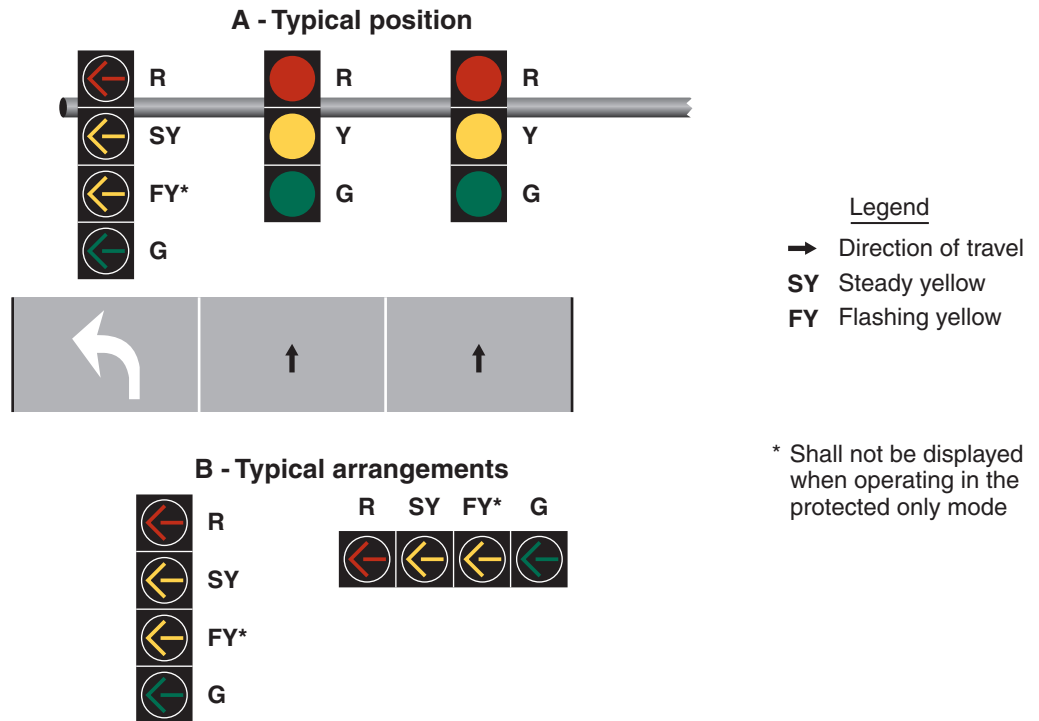 A - Typical position
R
SY
FY*
G
R
Y
G
R
Y
G
Legend
Direction of travel
SY Steady yellow
FY Flashing yellow
* Shall not be displayed
when operating in the
protected only mode
B - Typical arrangements
R
SY
FY*
G
R SY FY* G